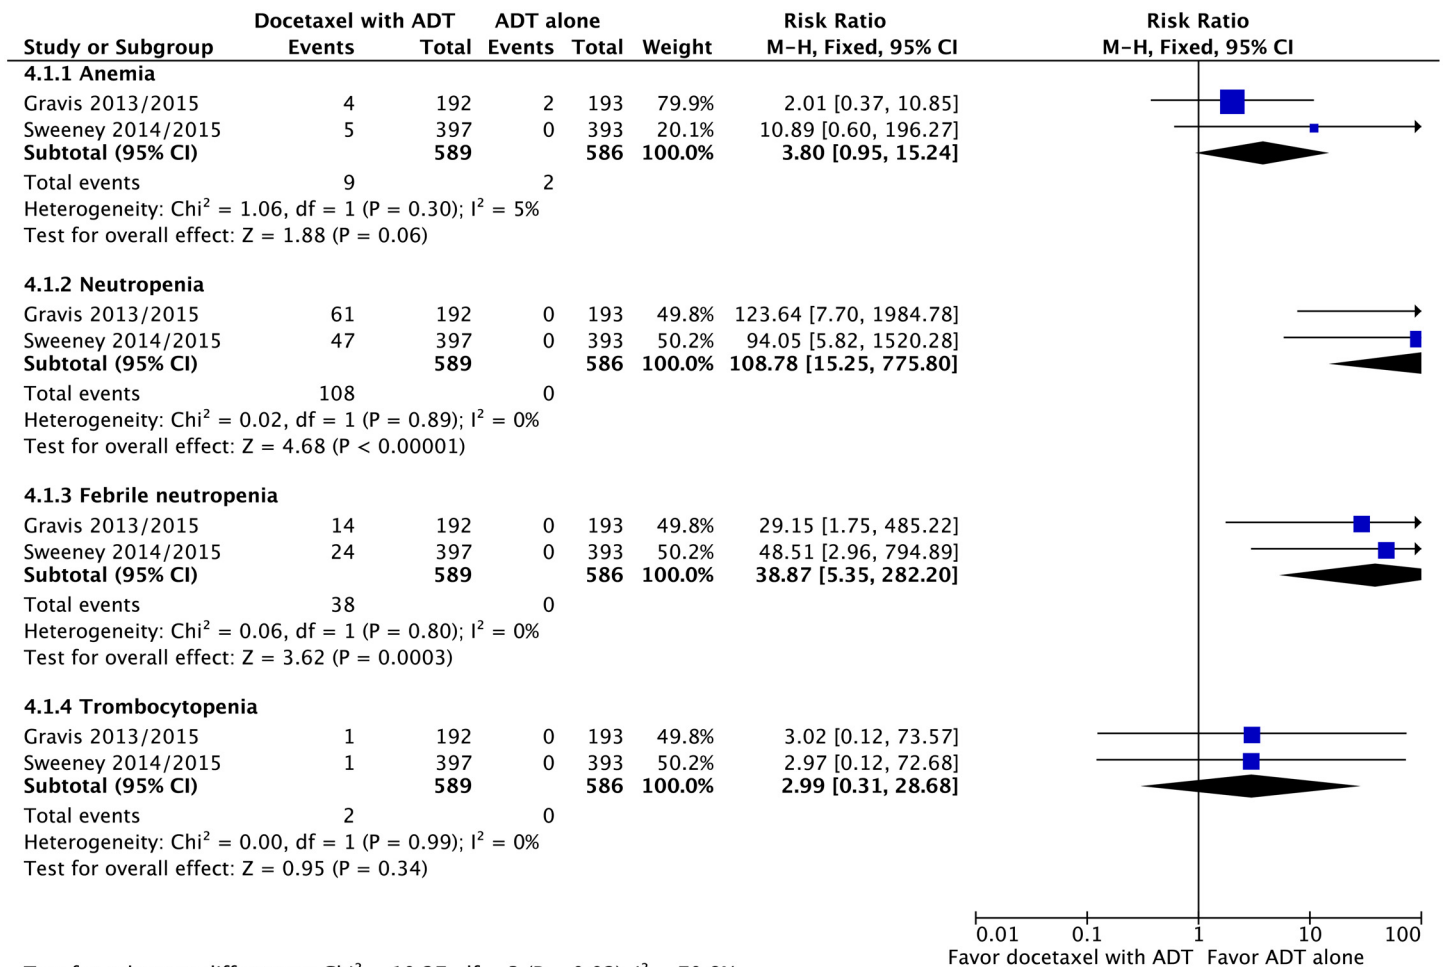 Docetaxel with ADT ADT alone Risk Ratio Risk Ratio
Study or Subgroup Events Total Events Total Weight M-H, Fixed, 95% CI M-H, Fixed, 95% CI
4.1.1 Anemia
Gravis 2013/2015 4 192 2 193 79.9% 2.01 [0.37, 10.85]
Sweeney 2014/2015 5 397 0 393 20.1% 10.89 [0.60, 196.27]
Subtotal (95% CI) 589 586 100.0% 3.80 [0.95, 15.24]
Total events 9 2
Heterogeneity: Chi² = 1.06, df = 1 (P = 0.30); I² = 5%
Test for overall effect: Z = 1.88 (P = 0.06)
4.1.2 Neutropenia
Gravis 2013/2015 61 192 0 193 49.8% 123.64 [7.70, 1984.78]
Sweeney 2014/2015 47 397 0 393 50.2% 94.05 [5.82, 1520.28]
Subtotal (95% CI) 589 586 100.0% 108.78 [15.25, 775.80]
Total events 108 0
Heterogeneity: Chi² = 0.02, df = 1 (P = 0.89); I² = 0%
Test for overall effect: Z = 4.68 (P < 0.00001)
4.1.3 Febrile neutropenia
Gravis 2013/2015 14 192 0 193 49.8% 29.15 [1.75, 485.22]
Sweeney 2014/2015 24 397 0 393 50.2% 48.51 [2.96, 794.89]
Subtotal (95% CI) 589 586 100.0% 38.87 [5.35, 282.20]
Total events 38 0
Heterogeneity: Chi² = 0.06, df = 1 (P = 0.80); I² = 0%
Test for overall effect: Z = 3.62 (P = 0.0003)
4.1.4 Trombocytopenia
Gravis 2013/2015 1 192 0 193 49.8% 3.02 [0.12, 73.57]
Sweeney 2014/2015 1 397 0 393 50.2% 2.97 [0.12, 72.68]
Subtotal (95% CI) 589 586 100.0% 2.99 [0.31, 28.68]
Total events 2 0
Heterogeneity: Chi² = 0.00, df = 1 (P = 0.99); I² = 0%
Test for overall effect: Z = 0.95 (P = 0.34)
0.01 0.1 1 10 100
Favor docetaxel with ADT Favor ADT alone